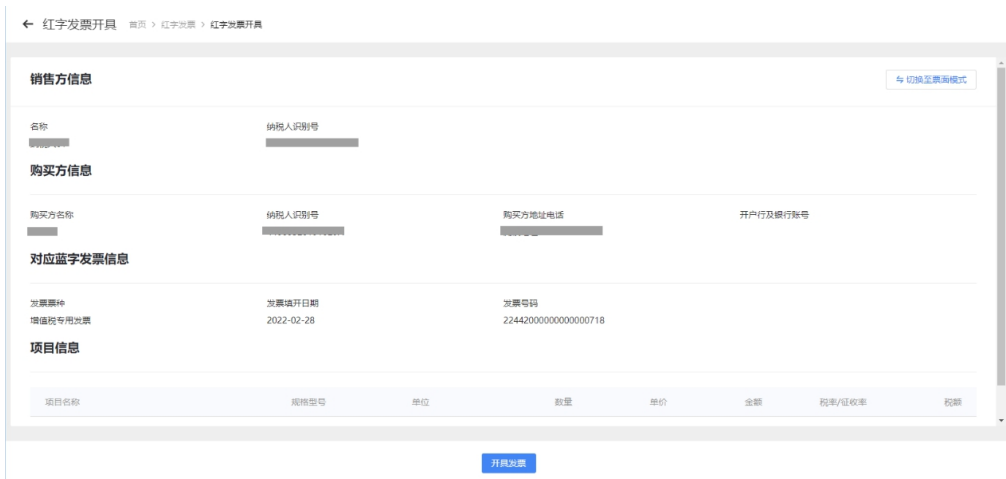 ← 红字发票开具 首页 > 红字发票 > 红字发票开具
销售方信息 切换至票面模式
名称 纳税人识别号
购买方信息
购买方名称 纳税人识别号 购买方地址电话 开户行及银行账号
对应蓝字发票信息
发票票种 发票填开日期 发票号码
增值税专用发票 2022-02-28 22442000000000000718
项目信息
项目名称 规格型号 单位 数量 单价 金额 税率/征收率 税额
开具发票